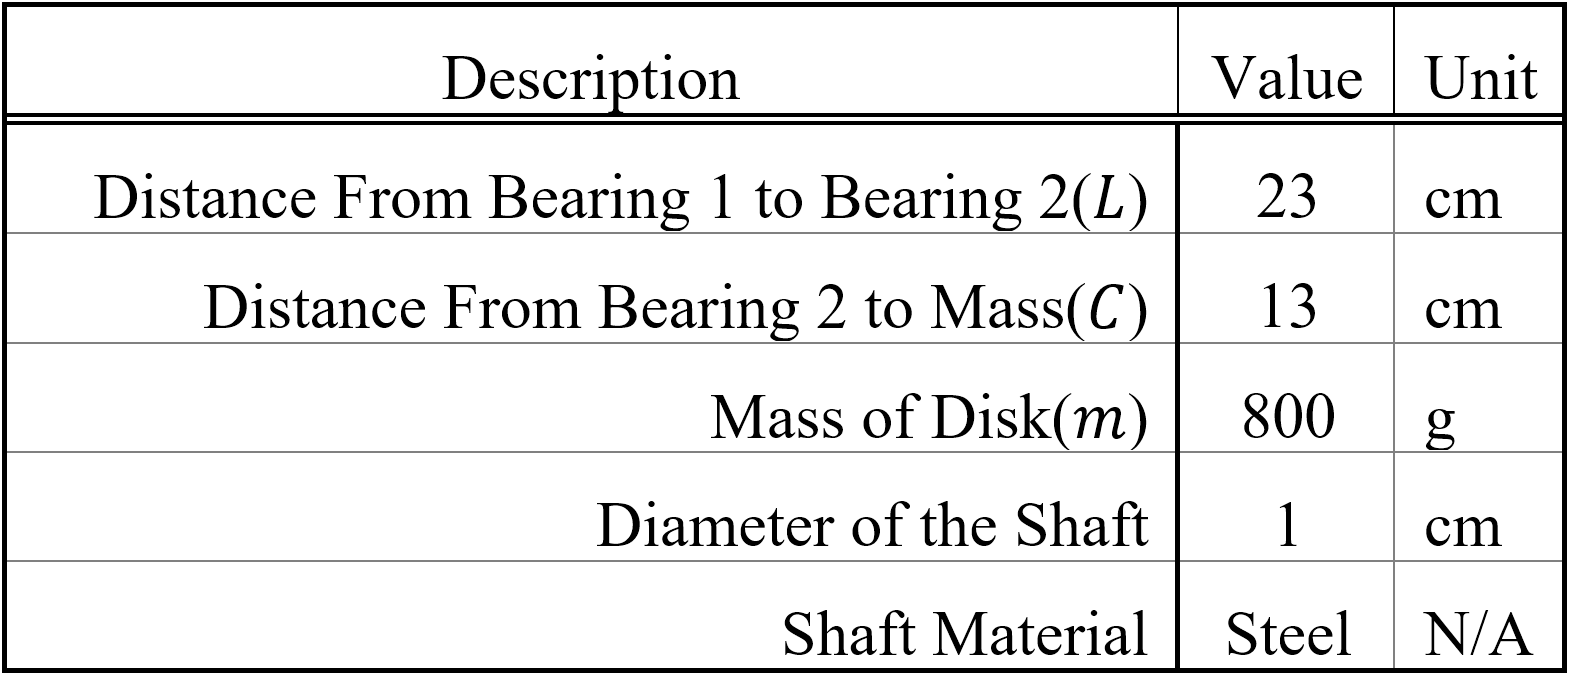 Description Value Unit
Distance From Bearing 1 to Bearing 2(L) 23 cm
Distance From Bearing 2 to Mass(C) 13 cm
Mass of Disk(m) 800 g
Diameter of the Shaft 1 cm
Shaft Material Steel N/A